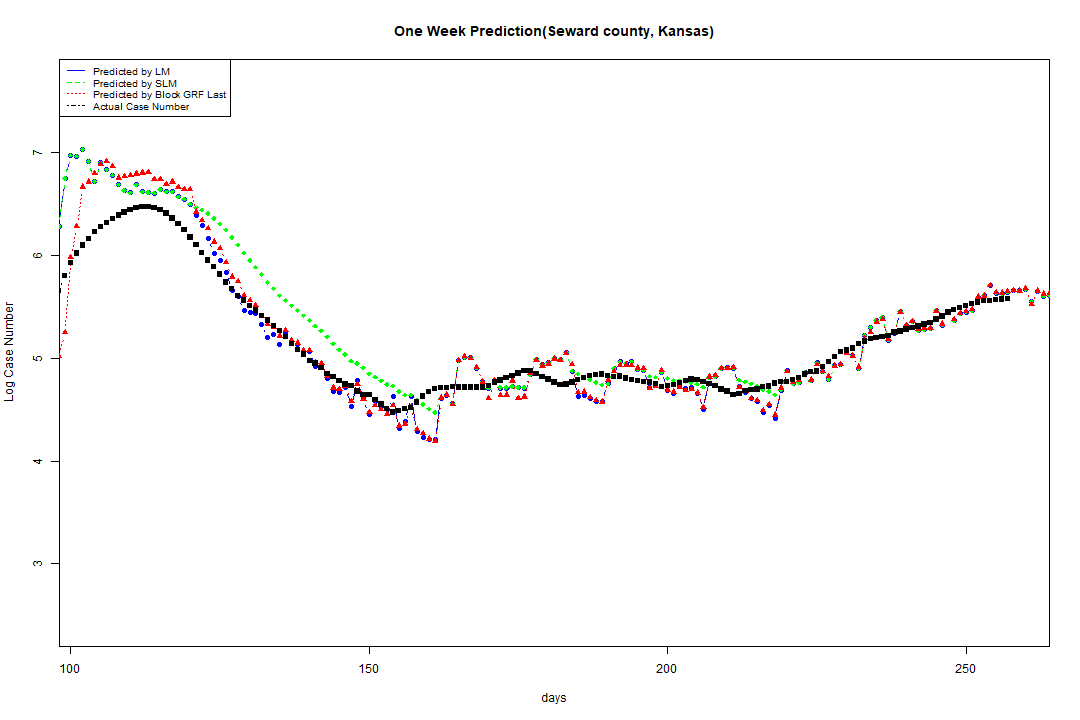 One Week Prediction(Seward county, Kansas)
Predicted by LM
Predicted by SLM
Predicted by Block GRF Last
Actual Case Number
7
6
5
4
3
Log Case Number
100 150 200 250
days